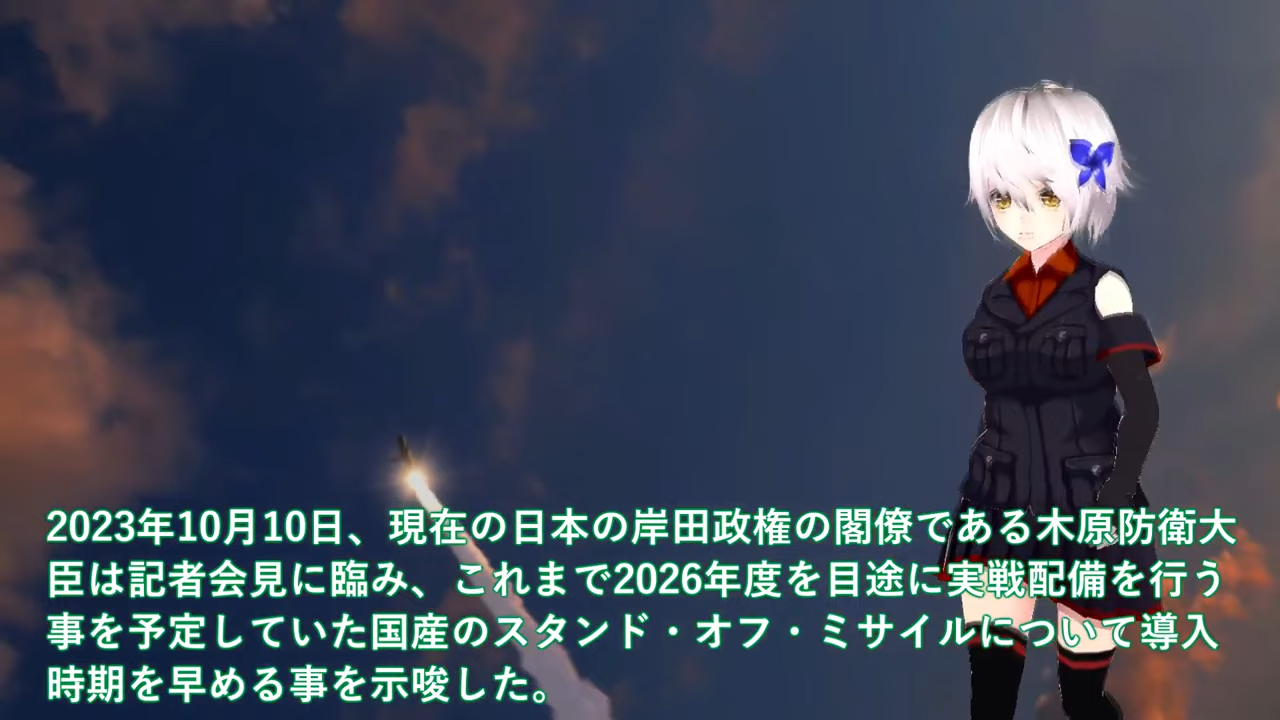 2023年10月10日、現在の日本の岸田政権の閣僚である木原防衛大
臣は記者会見に臨み、これまで2026年度を目途に実戦配備を行う
事を予定していた国産のスタンド・オフ・ミサイルについて導入
時期を早める事を示唆した。